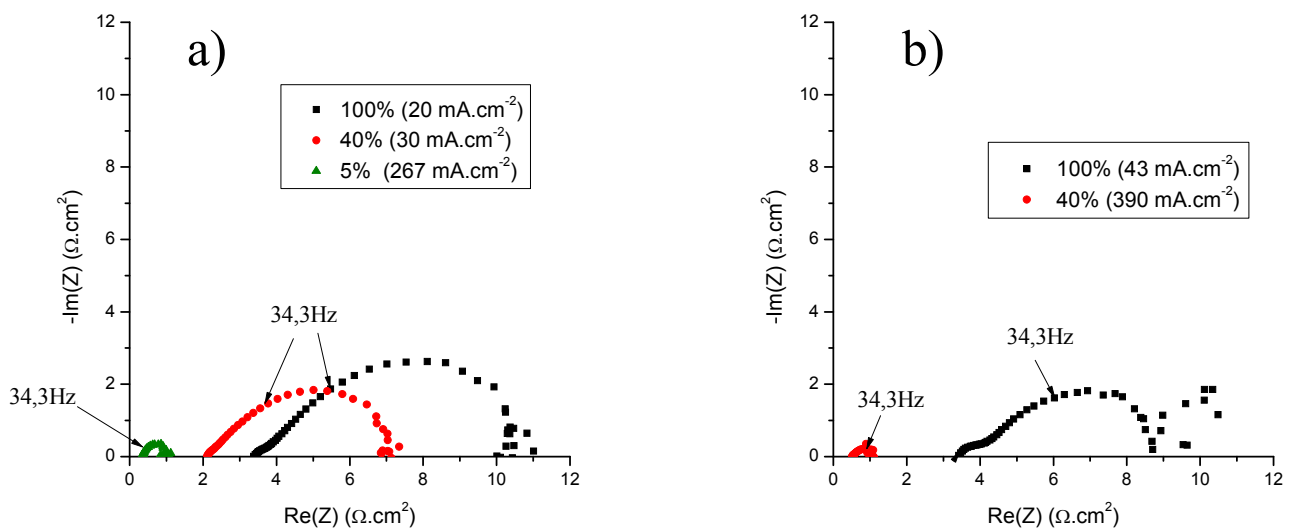 a)
12
10
8
6
4
2
0
-Im(Z) (Ω.cm²)
100% (20 mA.cm⁻²)
40% (30 mA.cm⁻²)
5% (267 mA.cm⁻²)
34,3Hz
34,3Hz
0 2 4 6 8 10 12
Re(Z) (Ω.cm²)
b)
12
10
8
6
4
2
0
-Im(Z) (Ω.cm²)
100% (43 mA.cm⁻²)
40% (390 mA.cm⁻²)
34,3Hz
34,3Hz
0 2 4 6 8 10 12
Re(Z) (Ω.cm²)